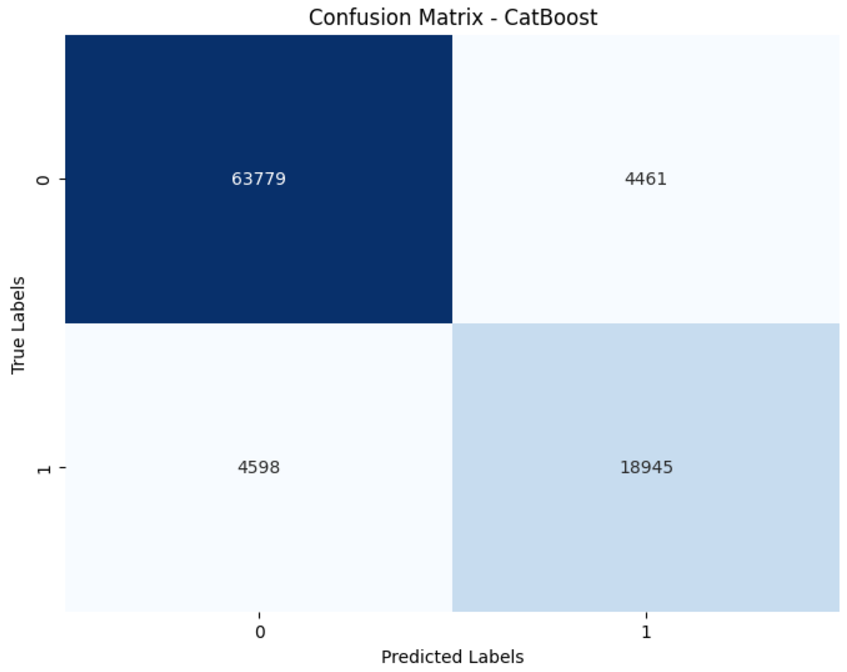 Confusion Matrix - CatBoost
0
63779
4461
True Labels
1
4598
18945
0
1
Predicted Labels